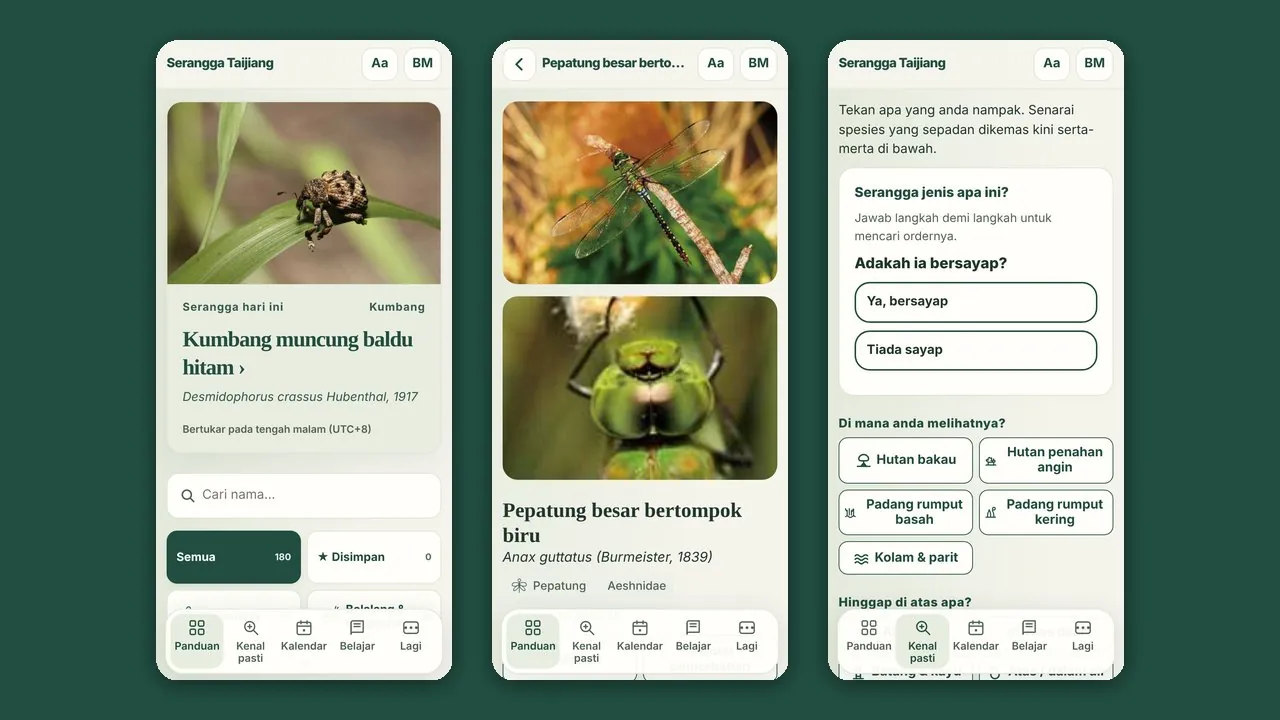 Serangga Taijiang
Aa
BM
Serangga hari ini
Kumbang
Kumbang muncung baldu
hitam ›
Desmidophorus crassus Hubenthal, 1917
Bertukar pada tengah malam (UTC+8)
Cari nama...
Semua 180
★ Disimpan 0
Panduan
Kenal
pasti
Kalendar
Belajar
Lagi
Pepatung besar berto...
Aa
BM
Pepatung besar bertompok
biru
Anax guttatus (Burmeister, 1839)
Pepatung
Aeshnidae
Panduan
Kenal
pasti
Kalendar
Belajar
Lagi
Serangga Taijiang
Aa
BM
Tekan apa yang anda nampak. Senarai
spesies yang sepadan dikemas kini serta-
merta di bawah.
Serangga jenis apa ini?
Jawab langkah demi langkah untuk
mencari ordernya.
Adakah ia bersayap?
Ya, bersayap
Tiada sayap
Di mana anda melihatnya?
Hutan bakau
Hutan penahan
angin
Padang rumput
basah
Padang rumput
kering
Kolam & parit
Hinggap di atas apa?
Panduan
Kenal
pasti
Kalendar
Belajar
Lagi